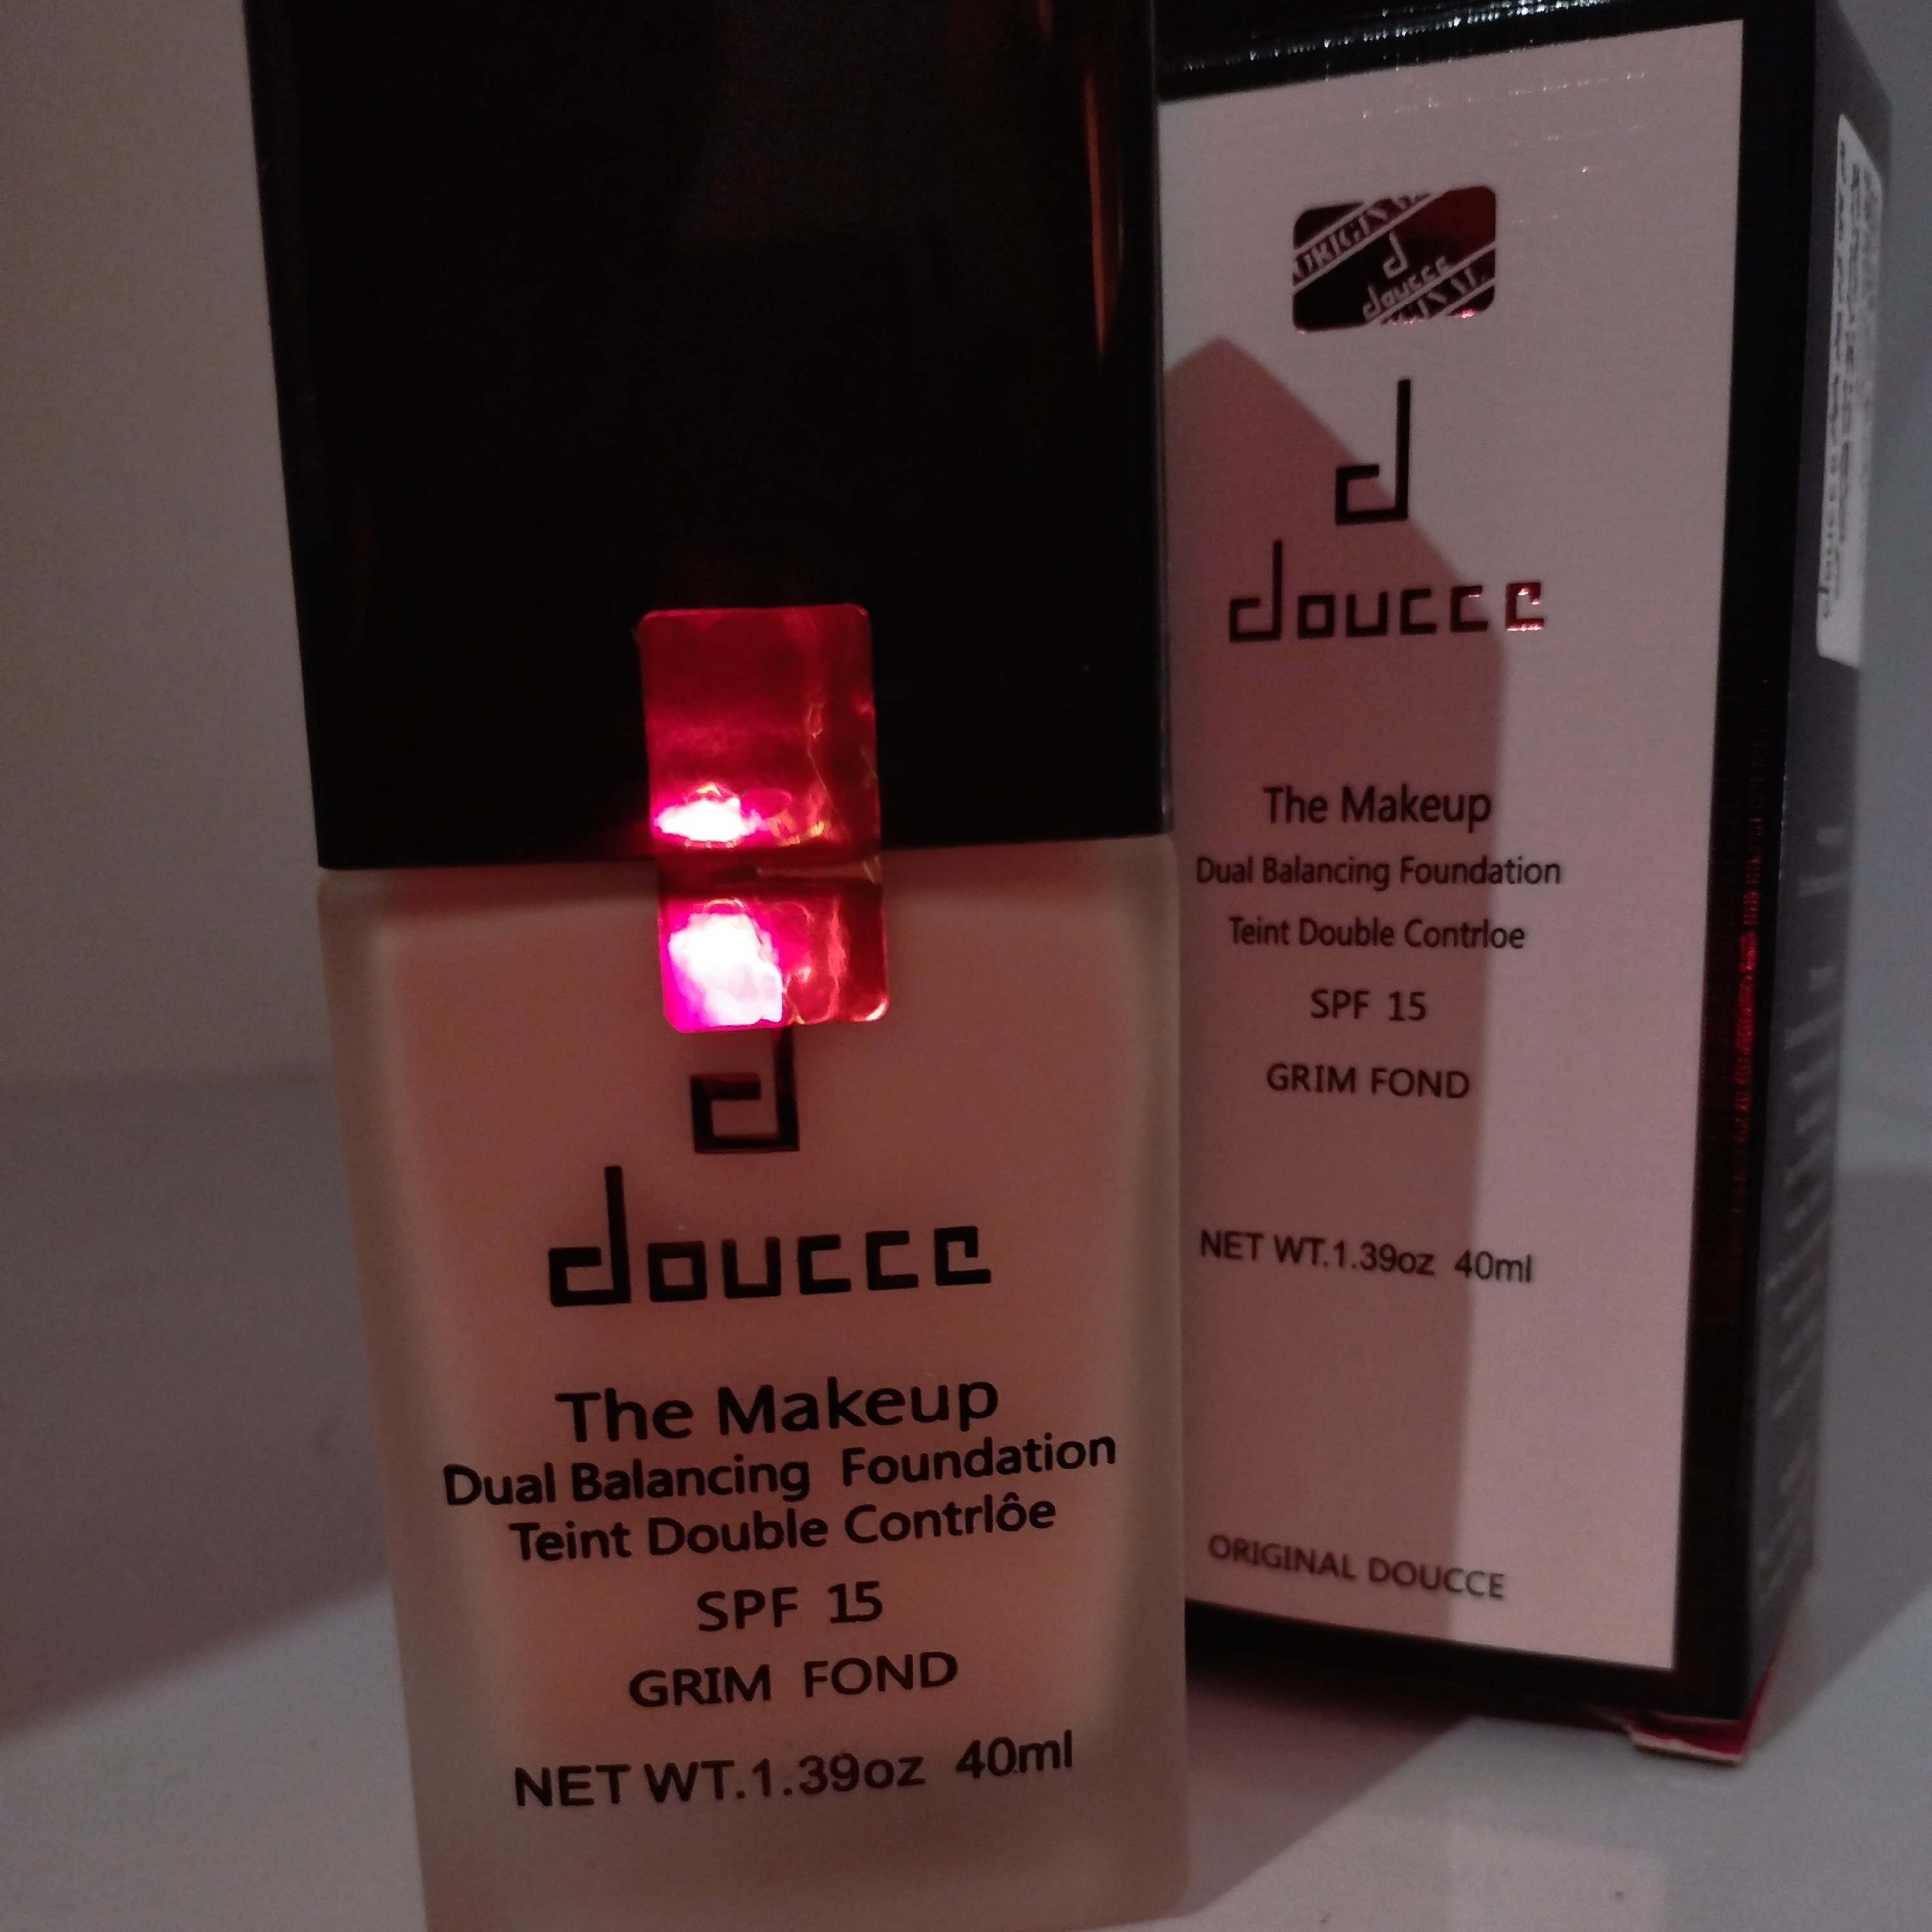 d
doucce
The Makeup
Dual Balancing Foundation
Teint Double Contrlôe
SPF 15
GRIM FOND
NET WT.1.39oz 40ml
ORIGINAL
d
doucce
d
doucce
The Makeup
Dual Balancing Foundation
Teint Double Contrloe
SPF 15
GRIM FOND
NET WT.1.39oz 40ml
ORIGINAL DOUCCE